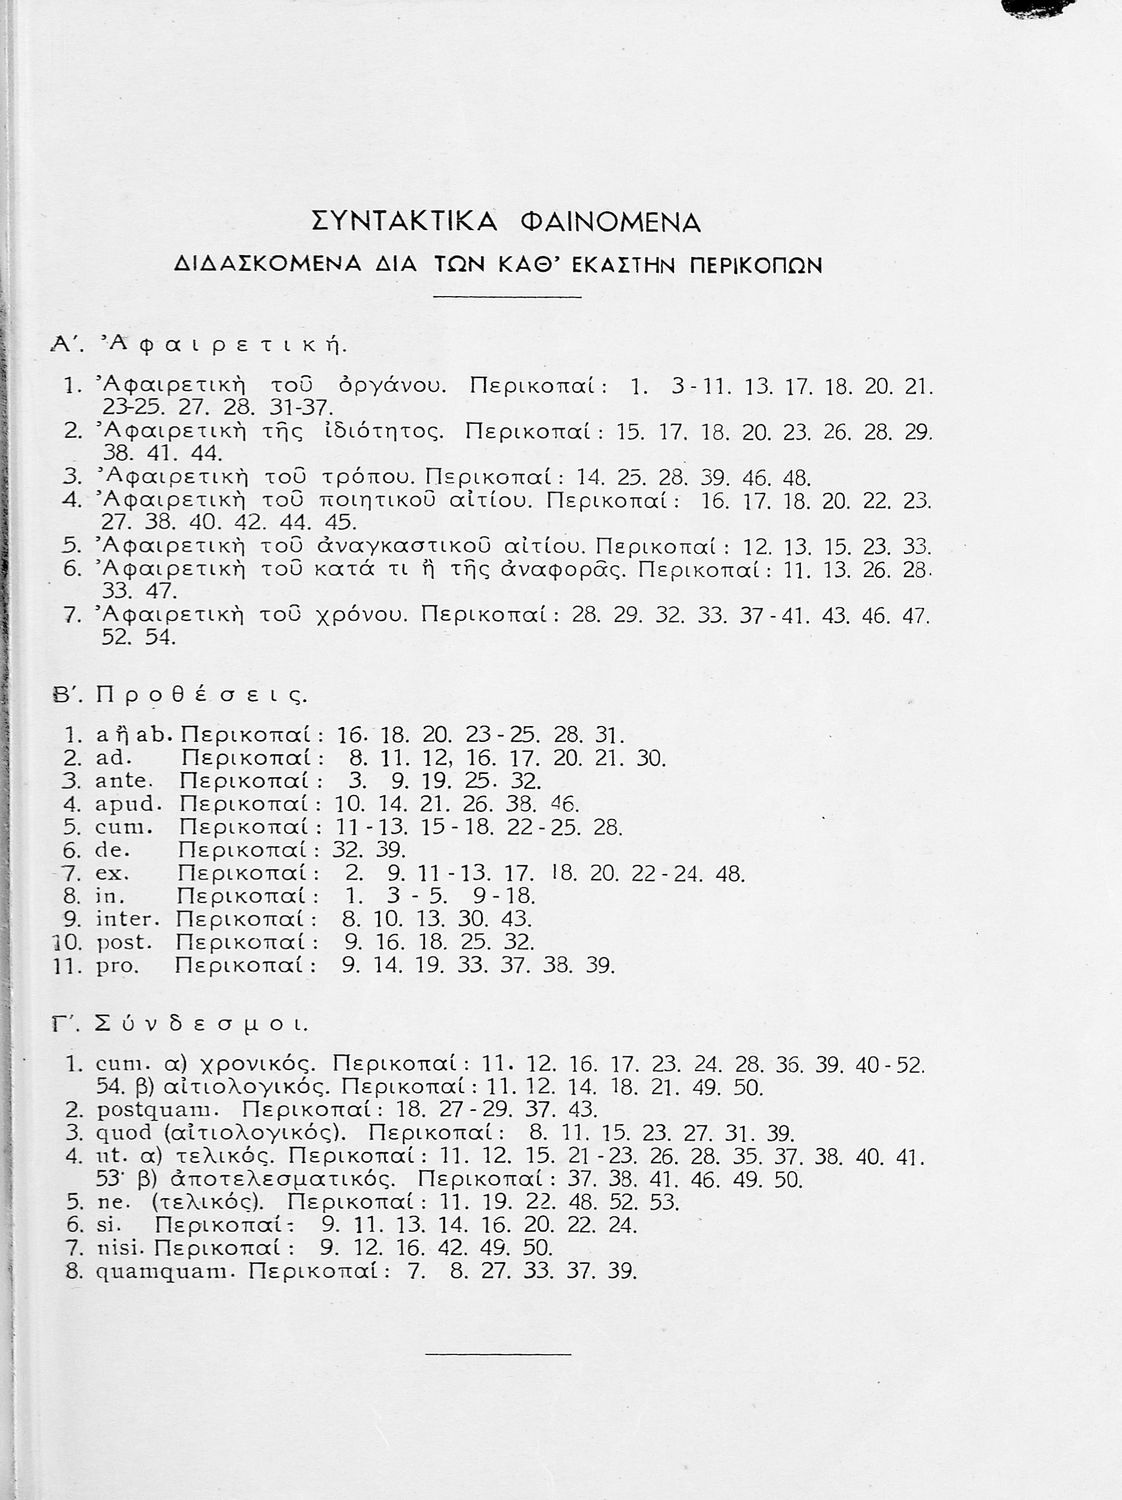 ΣΥΝΤΑΚΤΙΚΑ ΦΑΙΝΟΜΕΝΑ
ΔΙΔΑΣΚΟΜΕΝΑ ΔΙΑ ΤΩΝ ΚΑΘ’ ΕΚΑΣΤΗΝ ΠΕΡΙΚΟΠΩΝ
Α΄. Ἀφαιρετική.
1. Ἀφαιρετικὴ τοῦ ὀργάνου. Περικοπαί : 1. 3-11. 13. 17. 18. 20. 21.
23-25. 27. 28. 31-37.
2. Ἀφαιρετικὴ τῆς ἰδιότητος. Περικοπαί : 15. 17. 18. 20. 23. 26. 28. 29.
38. 41. 44.
3. Ἀφαιρετικὴ τοῦ τρόπου. Περικοπαί : 14. 25. 28. 39. 46. 48.
4. Ἀφαιρετικὴ τοῦ ποιητικοῦ αἰτίου. Περικοπαί : 16. 17. 18. 20. 22. 23.
27. 38. 40. 42. 44. 45.
5. Ἀφαιρετικὴ τοῦ ἀναγκαστικοῦ αἰτίου. Περικοπαί : 12. 13. 15. 23. 33.
6. Ἀφαιρετικὴ τοῦ κατά τι ἢ τῆς ἀναφορᾶς. Περικοπαί : 11. 13. 26. 28.
33. 47.
7. Ἀφαιρετικὴ τοῦ χρόνου. Περικοπαί : 28. 29. 32. 33. 37-41. 43. 46. 47.
52. 54.
Β΄. Προθέσεις.
1. a ἢ ab. Περικοπαί : 16. 18. 20. 23-25. 28. 31.
2. ad. Περικοπαί : 8. 11. 12, 16. 17. 20. 21. 30.
3. ante. Περικοπαί : 3. 9. 19. 25. 32.
4. apud. Περικοπαί : 10. 14. 21. 26. 38. 46.
5. cum. Περικοπαί : 11-13. 15-18. 22-25. 28.
6. de. Περικοπαί : 32. 39.
7. ex. Περικοπαί : 2. 9. 11-13. 17. 18. 20. 22-24. 48.
8. in. Περικοπαί : 1. 3-5. 9-18.
9. inter. Περικοπαί : 8. 10. 13. 30. 43.
10. post. Περικοπαί : 9. 16. 18. 25. 32.
11. pro. Περικοπαί : 9. 14. 19. 33. 37. 38. 39.
Γ΄. Σύνδεσμοι.
1. cum. α) χρονικός. Περικοπαί : 11. 12. 16. 17. 23. 24. 28. 36. 39. 40-52.
54. β) αἰτιολογικός. Περικοπαί : 11. 12. 14. 18. 21. 49. 50.
2. postquam. Περικοπαί : 18. 27-29. 37. 43.
3. quod (αἰτιολογικός). Περικοπαί : 8. 11. 15. 23. 27. 31. 39.
4. ut. α) τελικός. Περικοπαί : 11. 12. 15. 21-23. 26. 28. 35. 37. 38. 40. 41.
53· β) ἀποτελεσματικός. Περικοπαί : 37. 38. 41. 46. 49. 50.
5. ne. (τελικός). Περικοπαί : 11. 19. 22. 48. 52. 53.
6. si. Περικοπαί : 9. 11. 13. 14. 16. 20. 22. 24.
7. nisi. Περικοπαί : 9. 12. 16. 42. 49. 50.
8. quamquam. Περικοπαί : 7. 8. 27. 33. 37. 39.